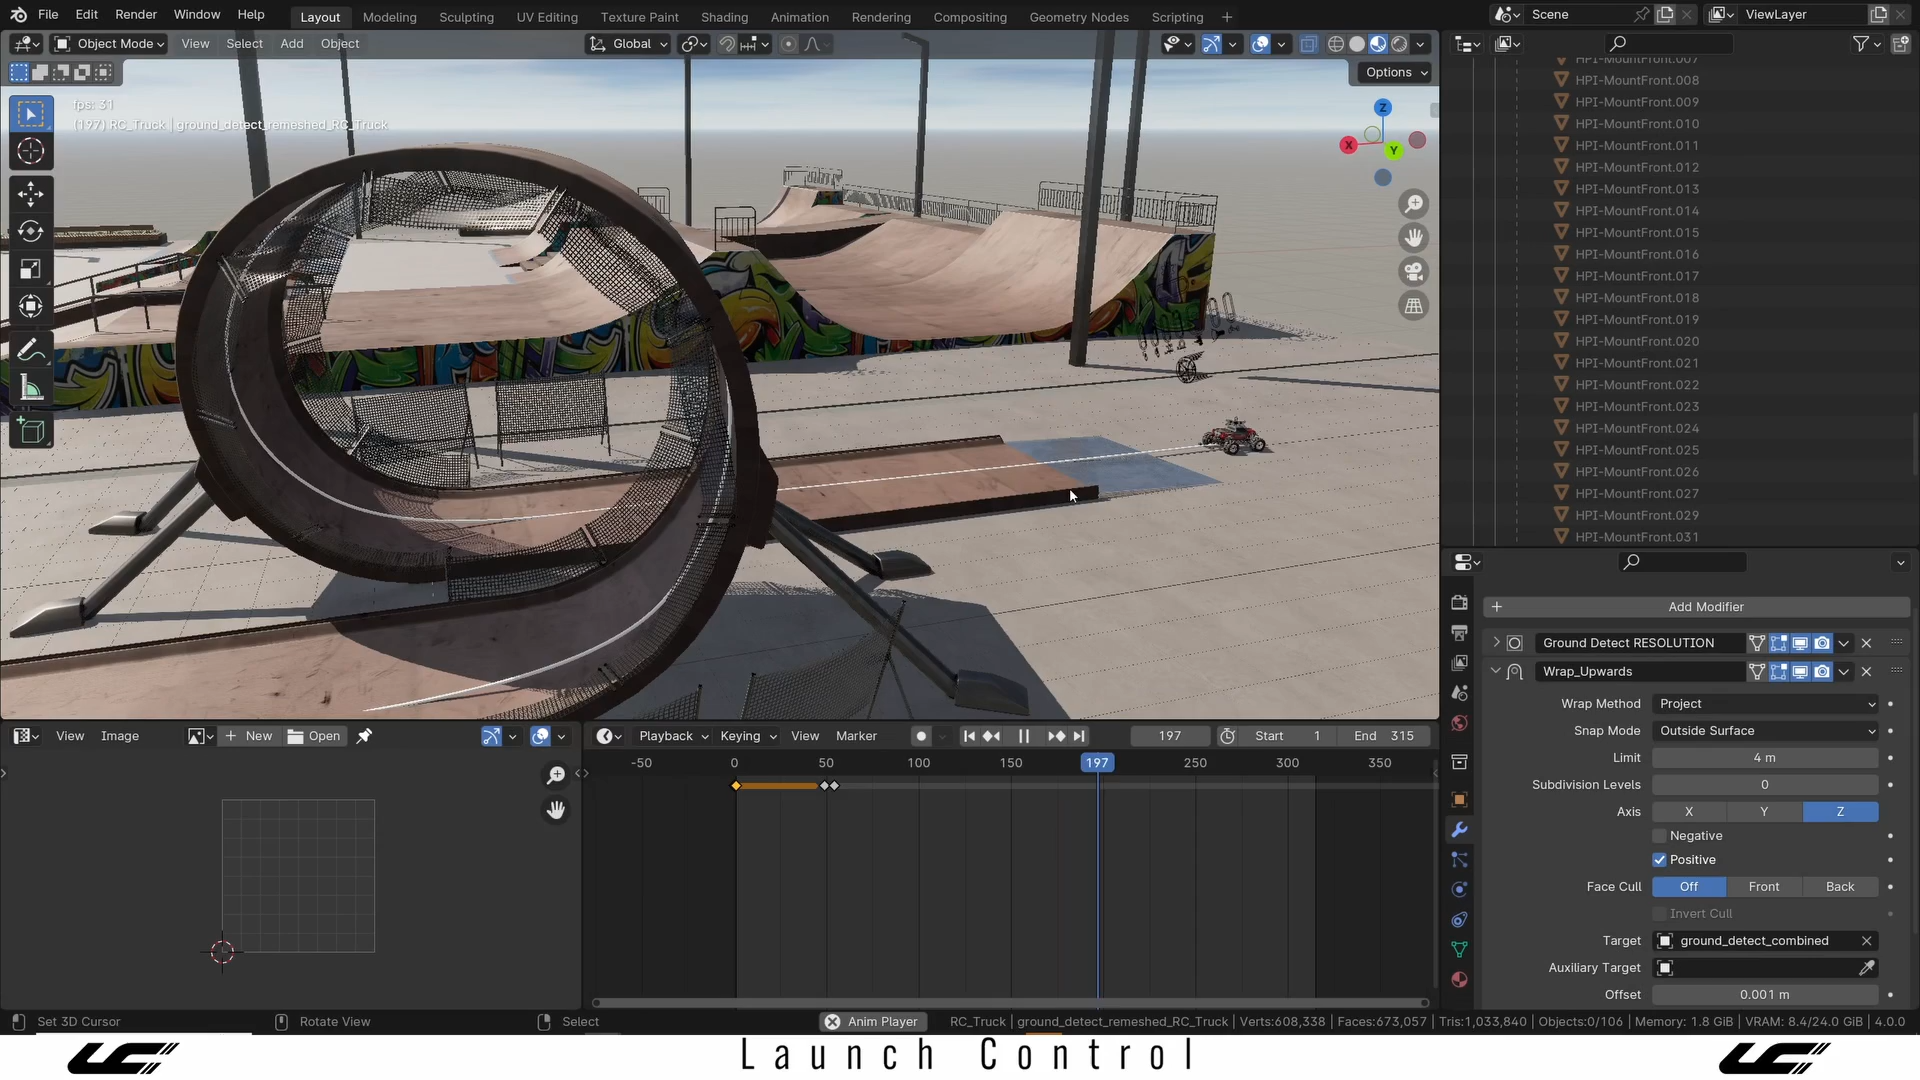 File Edit Render Window Help Layout Modeling Sculpting UV Editing Texture Paint Shading Animation Rendering Compositing Geometry Nodes Scripting + Scene ViewLayer
Object Mode View Select Add Object Global
Options
fps: 31
(197) RC_Truck | ground_detect_remeshed_RC_Truck
Z
X
Y
HPI-MountFront.007
HPI-MountFront.008
HPI-MountFront.009
HPI-MountFront.010
HPI-MountFront.011
HPI-MountFront.012
HPI-MountFront.013
HPI-MountFront.014
HPI-MountFront.015
HPI-MountFront.016
HPI-MountFront.017
HPI-MountFront.018
HPI-MountFront.019
HPI-MountFront.020
HPI-MountFront.021
HPI-MountFront.022
HPI-MountFront.023
HPI-MountFront.024
HPI-MountFront.025
HPI-MountFront.026
HPI-MountFront.027
HPI-MountFront.029
HPI-MountFront.031
+ Add Modifier
Ground Detect RESOLUTION
Wrap_Upwards
Wrap Method Project
Snap Mode Outside Surface
Limit 4 m
Subdivision Levels 0
Axis X Y Z
Negative
Positive
Face Cull Off Front Back
Invert Cull
Target ground_detect_combined
Auxiliary Target
Offset 0.001 m
View Image + New Open
Playback Keying View Marker 197 Start 1 End 315
-50 0 50 100 150 197 250 300 350
Set 3D Cursor Rotate View Select Anim Player RC_Truck | ground_detect_remeshed_RC_Truck | Verts:608,338 | Faces:673,057 | Tris:1,033,840 | Objects:0/106 | Memory: 1.8 GiB | VRAM: 8.4/24.0 GiB | 4.0.0
LC Launch Control LC